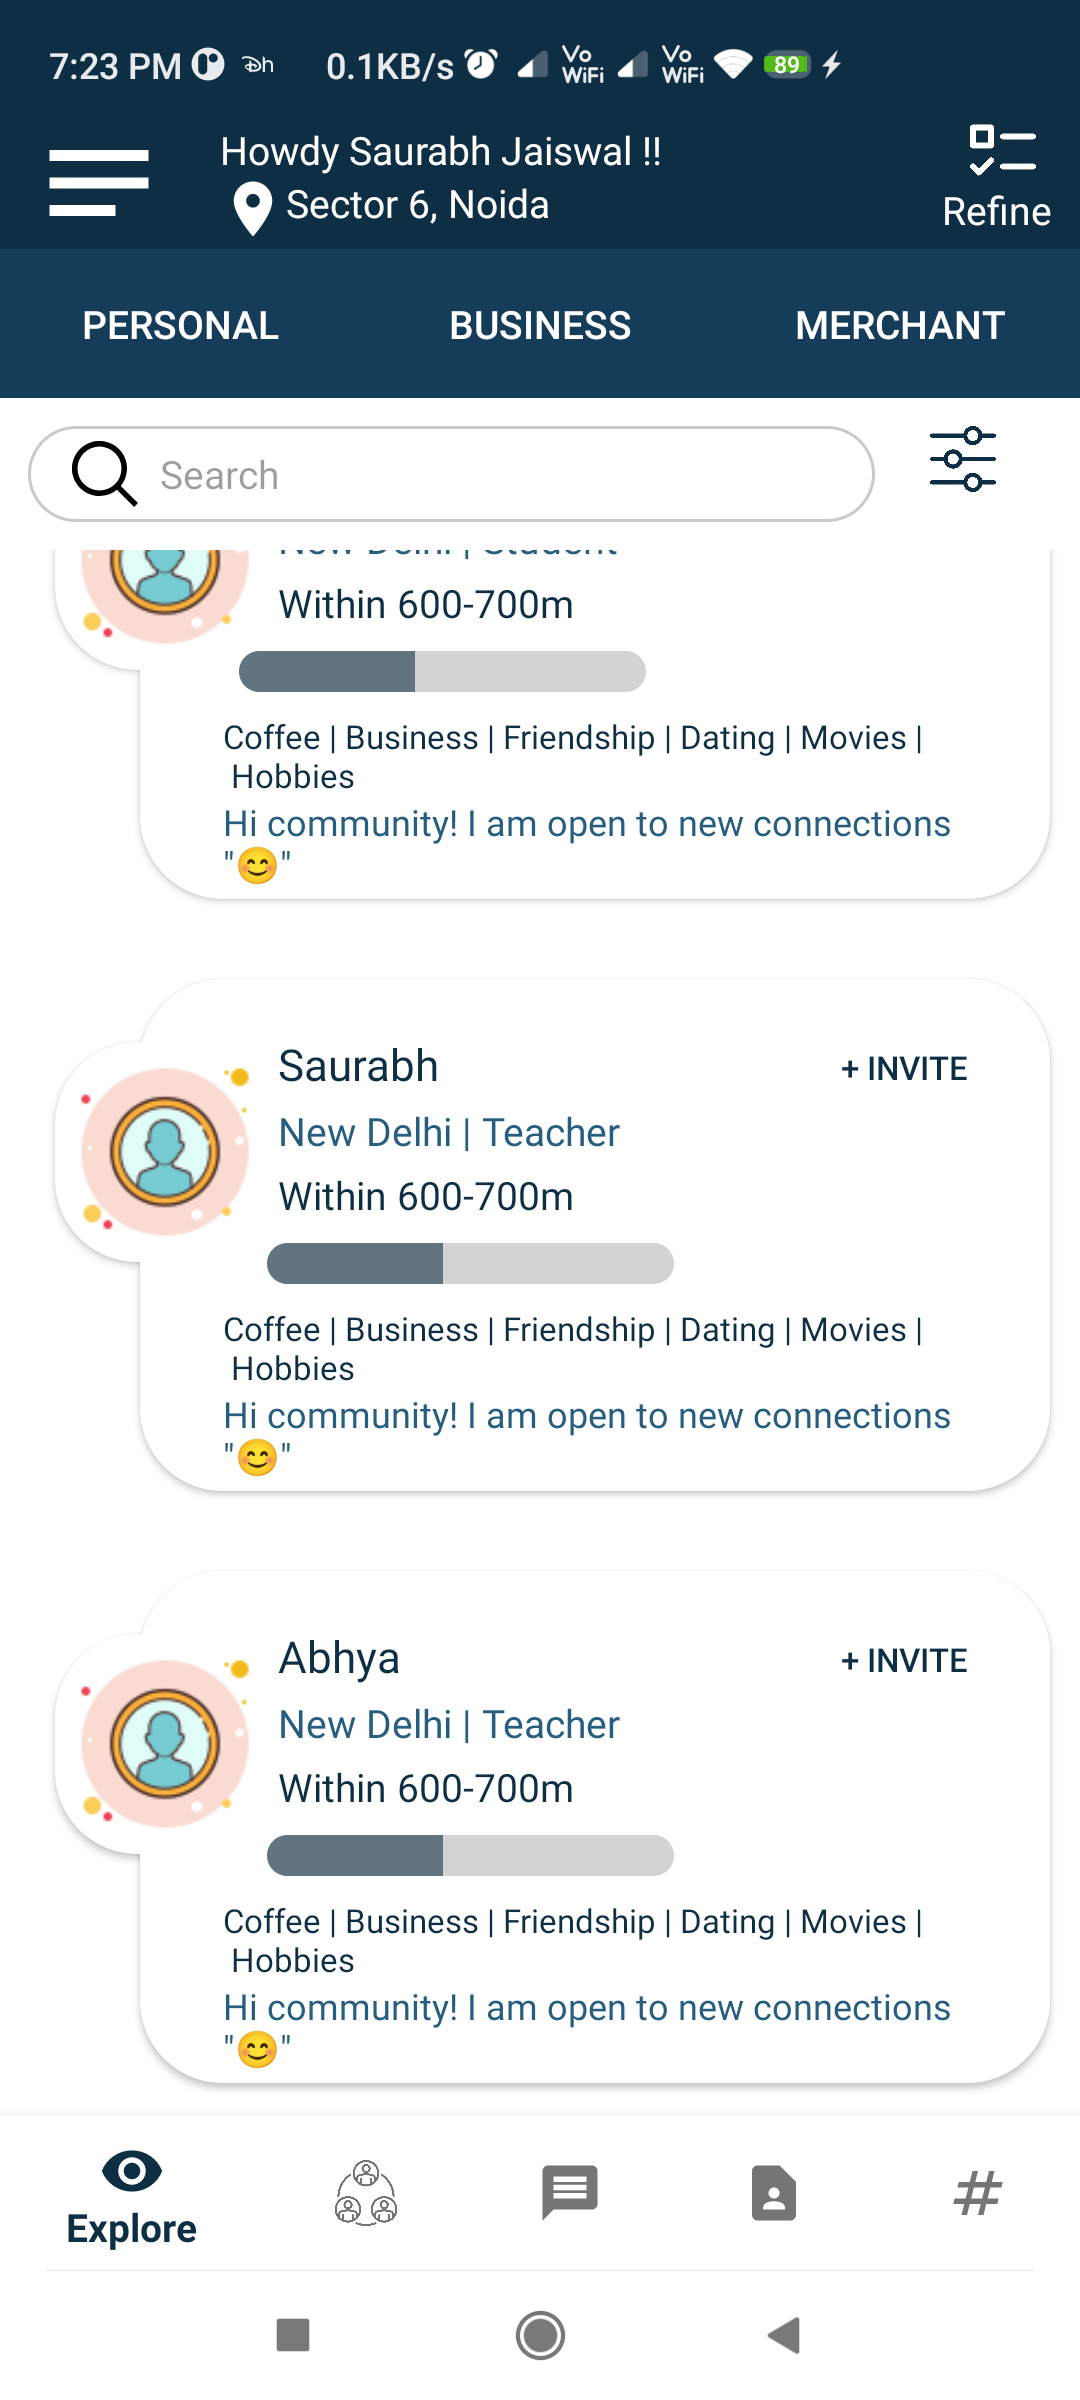 7:23 PM Dh 0.1KB/s Vo WiFi Vo WiFi 89
Howdy Saurabh Jaiswal !!
Sector 6, Noida
Refine
PERSONAL BUSINESS MERCHANT
Search
New Delhi | Student
Within 600-700m
Coffee | Business | Friendship | Dating | Movies |
Hobbies
Hi community! I am open to new connections
"😊"
Saurabh
+ INVITE
New Delhi | Teacher
Within 600-700m
Coffee | Business | Friendship | Dating | Movies |
Hobbies
Hi community! I am open to new connections
"😊"
Abhya
+ INVITE
New Delhi | Teacher
Within 600-700m
Coffee | Business | Friendship | Dating | Movies |
Hobbies
Hi community! I am open to new connections
"😊"
Explore
#